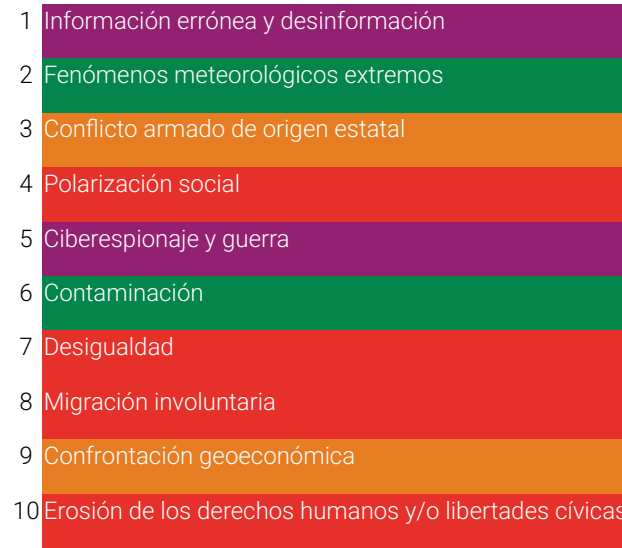 1 Información errónea y desinformación
2 Fenómenos meteorológicos extremos
3 Conflicto armado de origen estatal
4 Polarización social
5 Ciberespionaje y guerra
6 Contaminación
7 Desigualdad
8 Migración involuntaria
9 Confrontación geoeconómica
10 Erosión de los derechos humanos y/o libertades cívicas